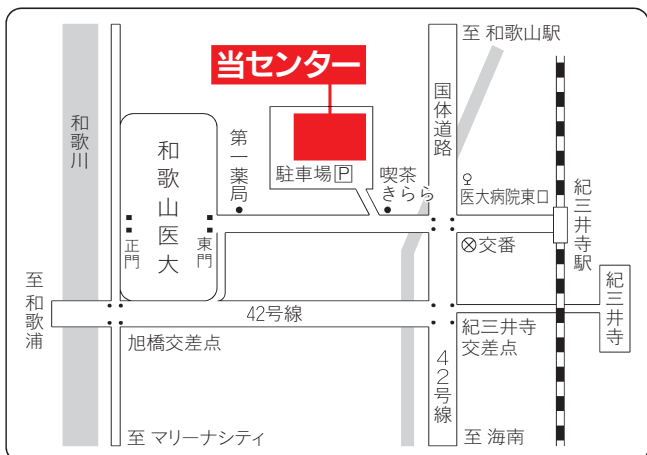 至 和歌山駅
当センター
国体道路
和歌川
和歌山医大
第一薬局
駐車場P
喫茶
きらら
医大病院東口
紀三井寺駅
正門
東門
交番
至和歌浦
紀三井寺
42号線
旭橋交差点
紀三井寺
交差点
42号線
至 マリーナシティ
至 海南